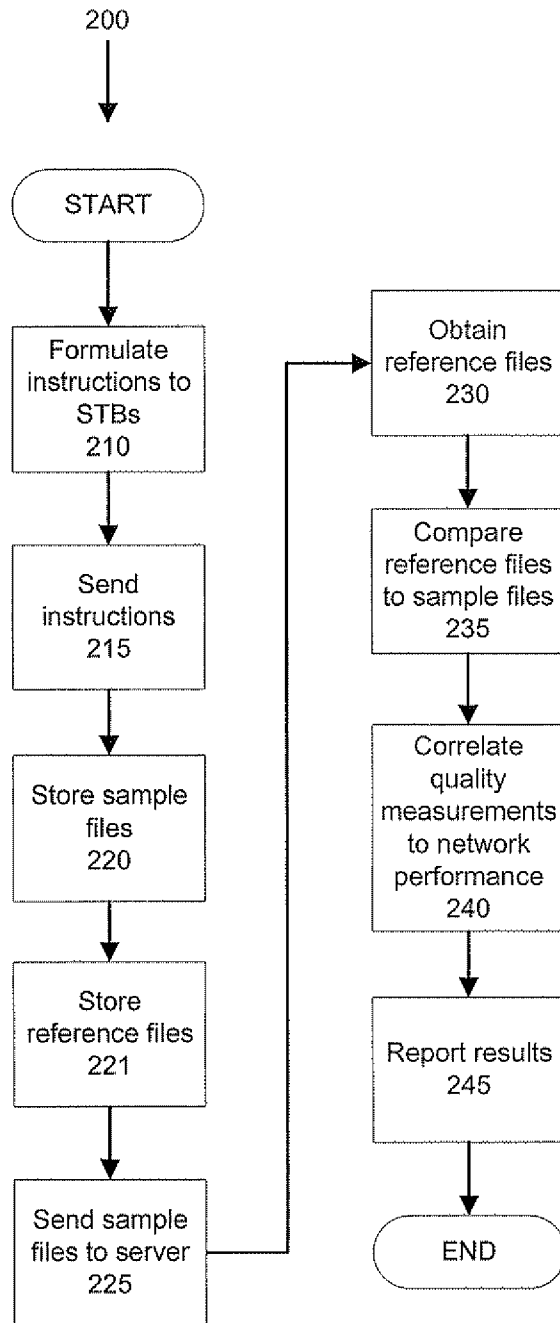 200
START
Formulate
instructions to
STBs
210
Send
instructions
215
Store sample
files
220
Store
reference files
221
Send sample
files to server
225
Obtain
reference files
230
Compare
reference files
to sample files
235
Correlate
quality
measurements
to network
performance
240
Report results
245
END